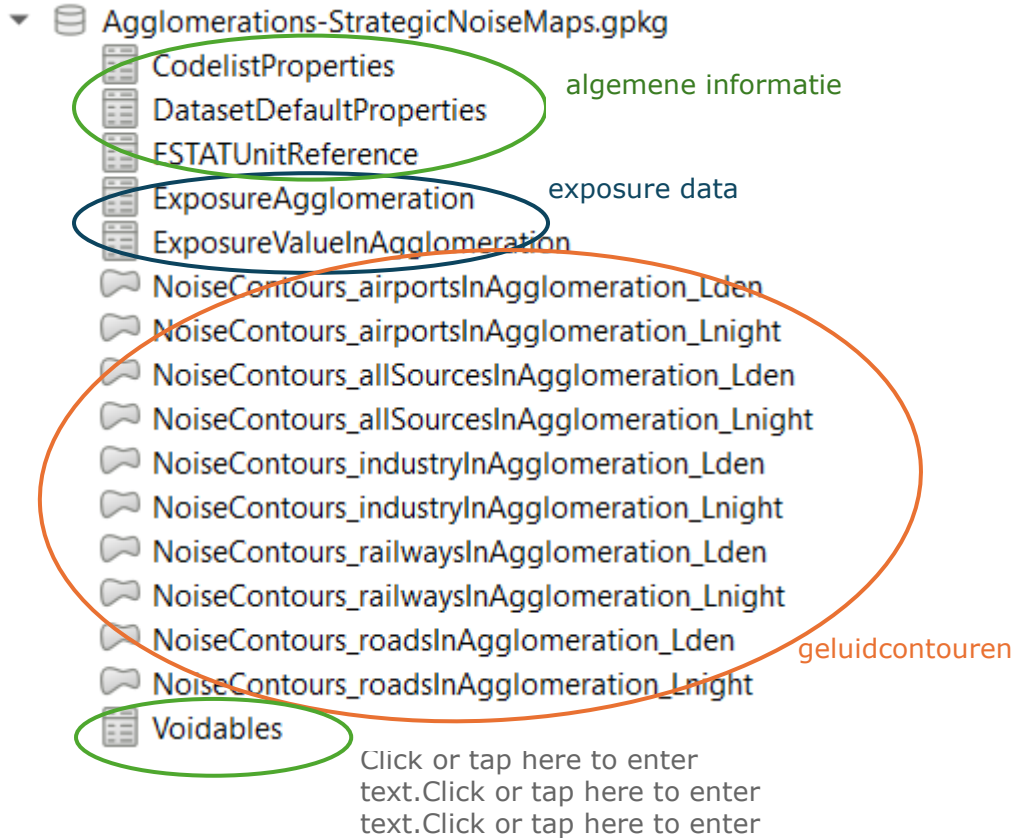 Agglomerations-StrategicNoiseMaps.gpkg
CodelistProperties
algemene informatie
DatasetDefaultProperties
ESTATUnitReference
exposure data
ExposureAgglomeration
ExposureValueInAgglomeration
NoiseContours_airportsInAgglomeration_Lden
NoiseContours_airportsInAgglomeration_Lnight
NoiseContours_allSourcesInAgglomeration_Lden
NoiseContours_allSourcesInAgglomeration_Lnight
NoiseContours_industryInAgglomeration_Lden
NoiseContours_industryInAgglomeration_Lnight
NoiseContours_railwaysInAgglomeration_Lden
NoiseContours_railwaysInAgglomeration_Lnight
NoiseContours_roadsInAgglomeration_Lden
geluidcontouren
NoiseContours_roadsInAgglomeration_Lnight
Voidables
Click or tap here to enter
text.Click or tap here to enter
text.Click or tap here to enter